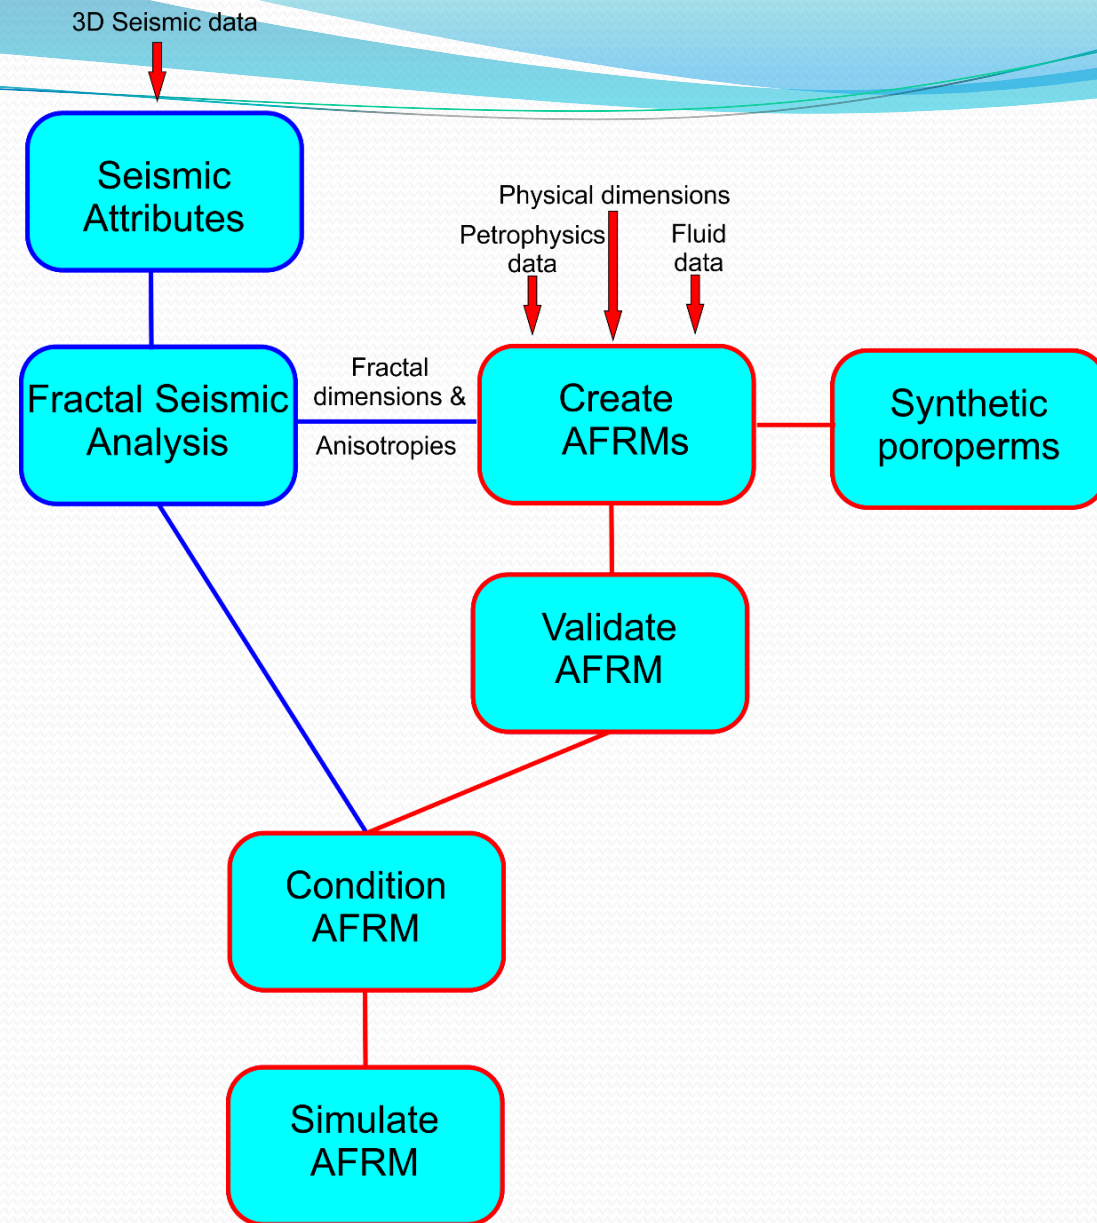 3D Seismic data
Seismic
Attributes
Physical dimensions
Petrophysics
data
Fluid
data
Fractal Seismic
Analysis
Fractal
dimensions &
Anisotropies
Create
AFRMs
Synthetic
poroperms
Validate
AFRM
Condition
AFRM
Simulate
AFRM